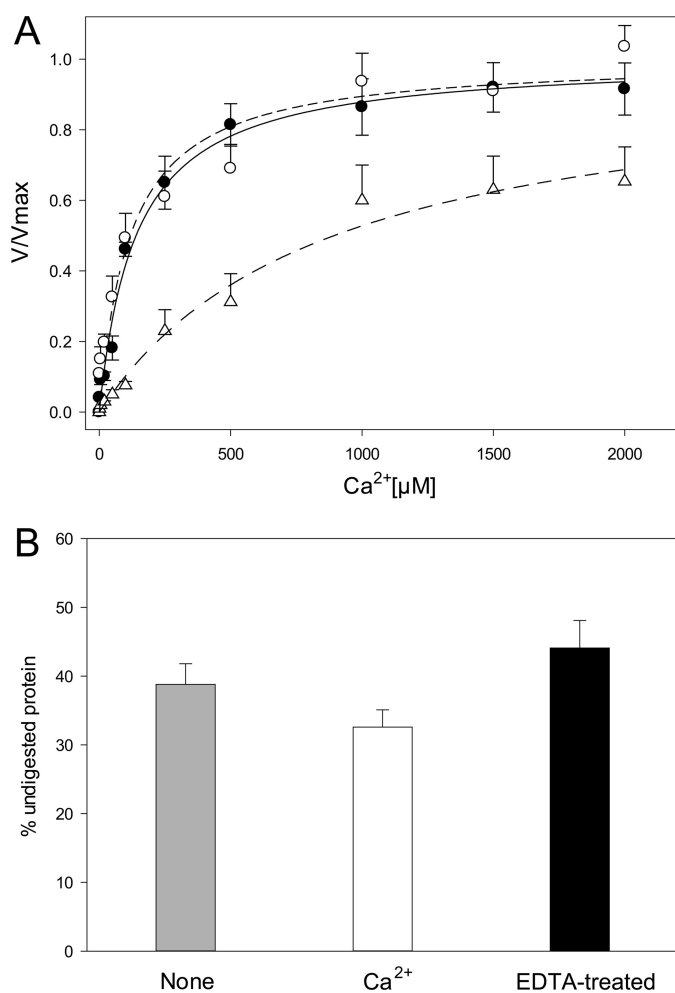 A
1.0
0.8
0.6
0.4
0.2
0.0
V/Vmax
0 500 1000 1500 2000
Ca²⁺[µM]
B
60
50
40
30
20
10
0
% undigested protein
None Ca²⁺ EDTA-treated